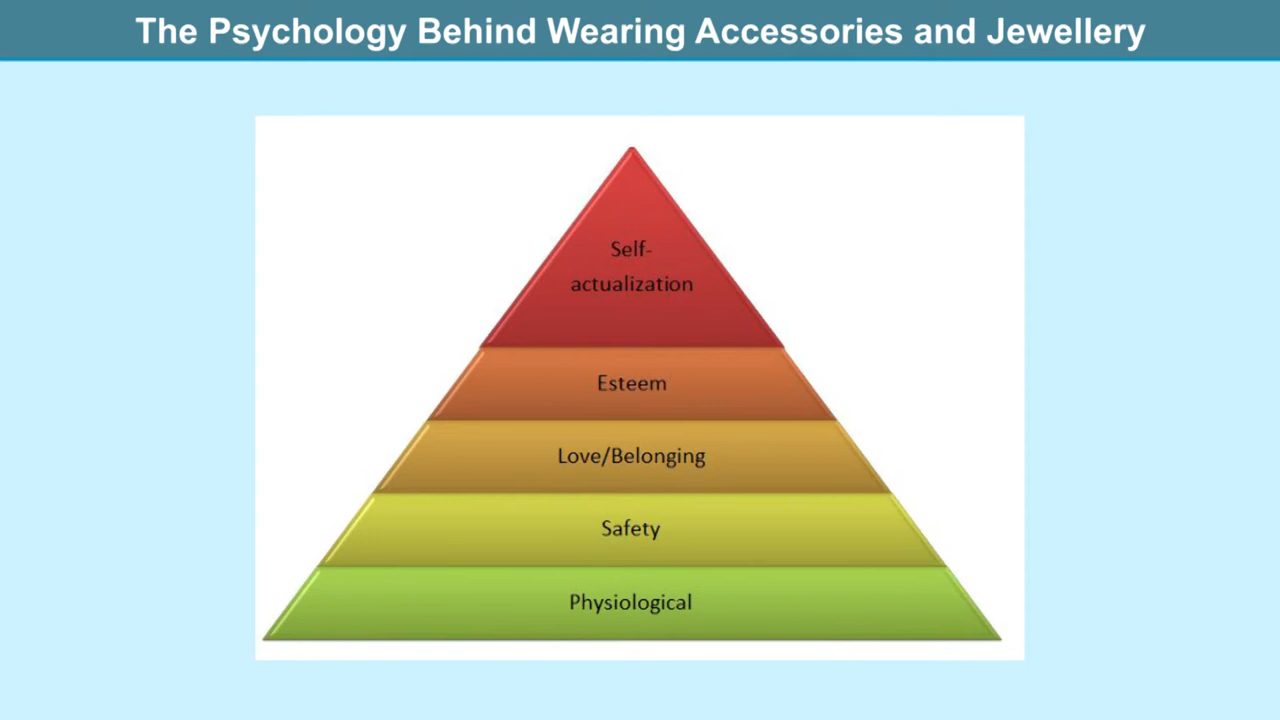 The Psychology Behind Wearing Accessories and Jewellery
Self-
actualization
Esteem
Love/Belonging
Safety
Physiological